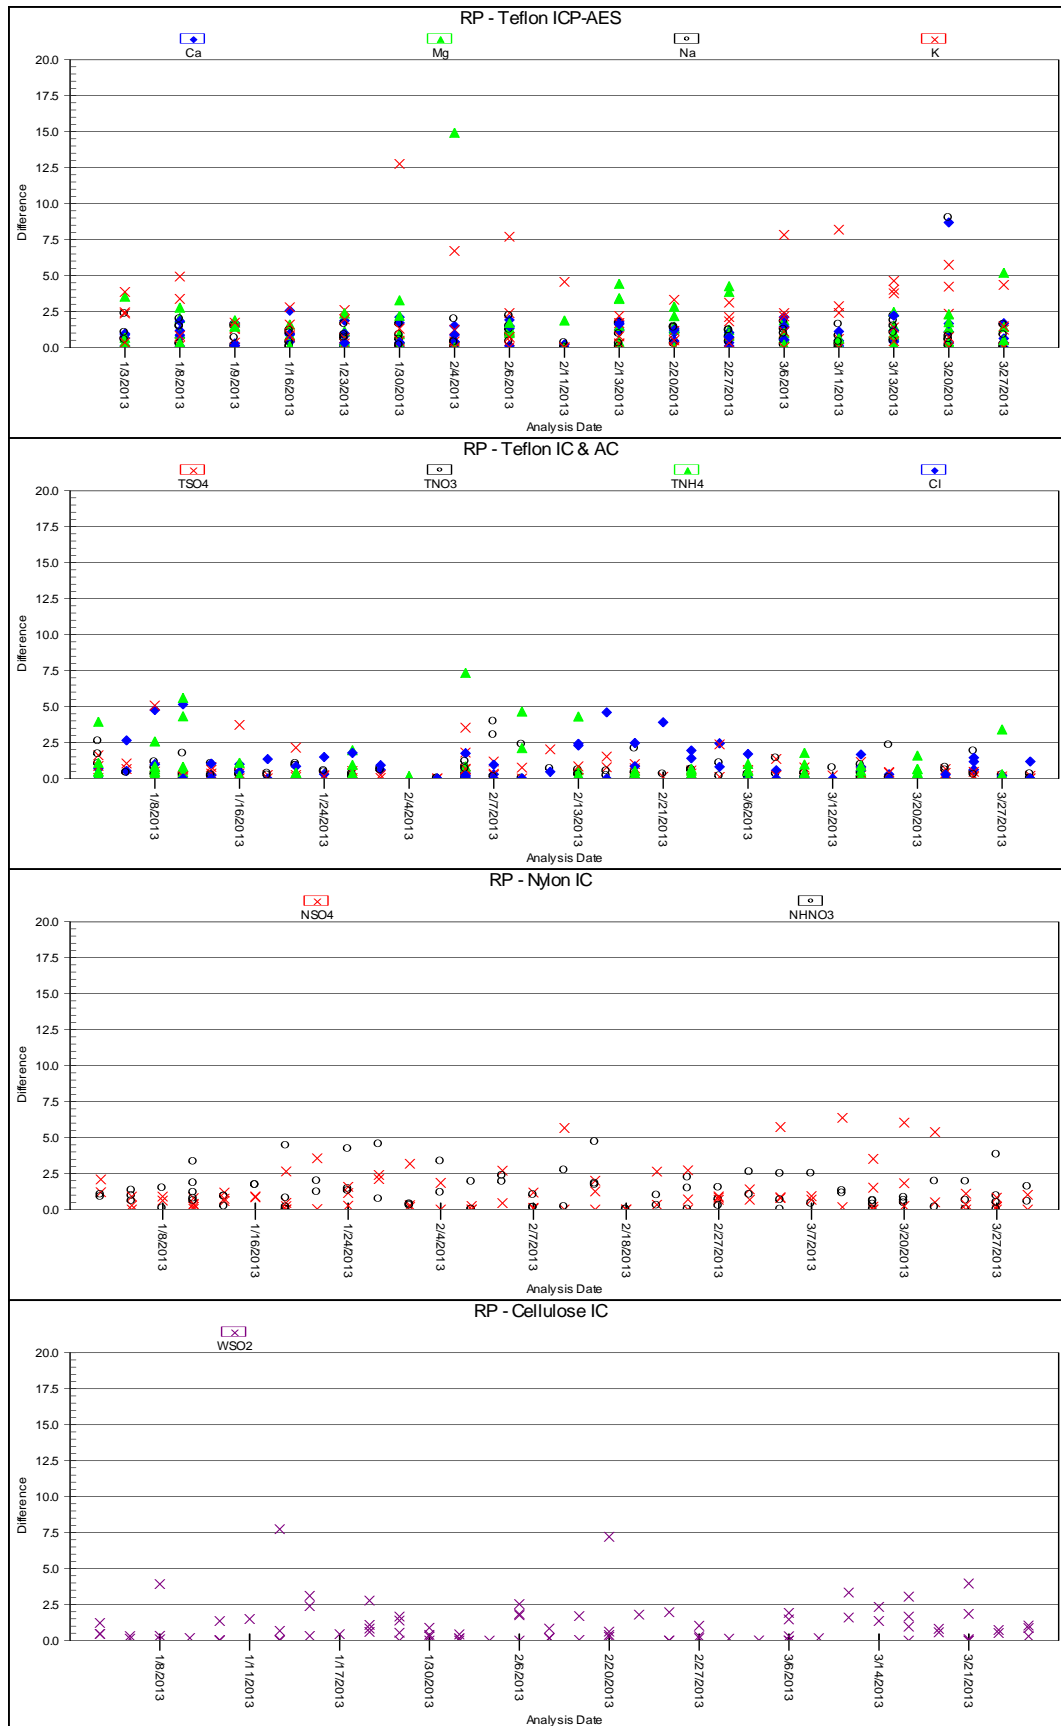 RP - Teflon ICP-AES
Ca Mg Na K
20.0
17.5
15.0
12.5
10.0
7.5
5.0
2.5
0.0
Difference
1/3/2013 1/8/2013 1/9/2013 1/16/2013 1/23/2013 1/30/2013 2/4/2013 2/6/2013 2/11/2013 2/13/2013 2/20/2013 2/27/2013 3/6/2013 3/11/2013 3/13/2013 3/20/2013 3/27/2013
Analysis Date
RP - Teflon IC & AC
TSO4 TNO3 TNH4 Cl
20.0
17.5
15.0
12.5
10.0
7.5
5.0
2.5
0.0
Difference
1/8/2013 1/16/2013 1/24/2013 2/4/2013 2/7/2013 2/13/2013 2/21/2013 3/6/2013 3/12/2013 3/20/2013 3/27/2013
Analysis Date
RP - Nylon IC
NSO4 NHNO3
20.0
17.5
15.0
12.5
10.0
7.5
5.0
2.5
0.0
Difference
1/8/2013 1/16/2013 1/24/2013 2/4/2013 2/7/2013 2/18/2013 2/27/2013 3/7/2013 3/20/2013 3/27/2013
Analysis Date
RP - Cellulose IC
WSO2
20.0
17.5
15.0
12.5
10.0
7.5
5.0
2.5
0.0
Difference
1/8/2013 1/11/2013 1/17/2013 1/30/2013 2/6/2013 2/20/2013 2/27/2013 3/6/2013 3/14/2013 3/21/2013
Analysis Date